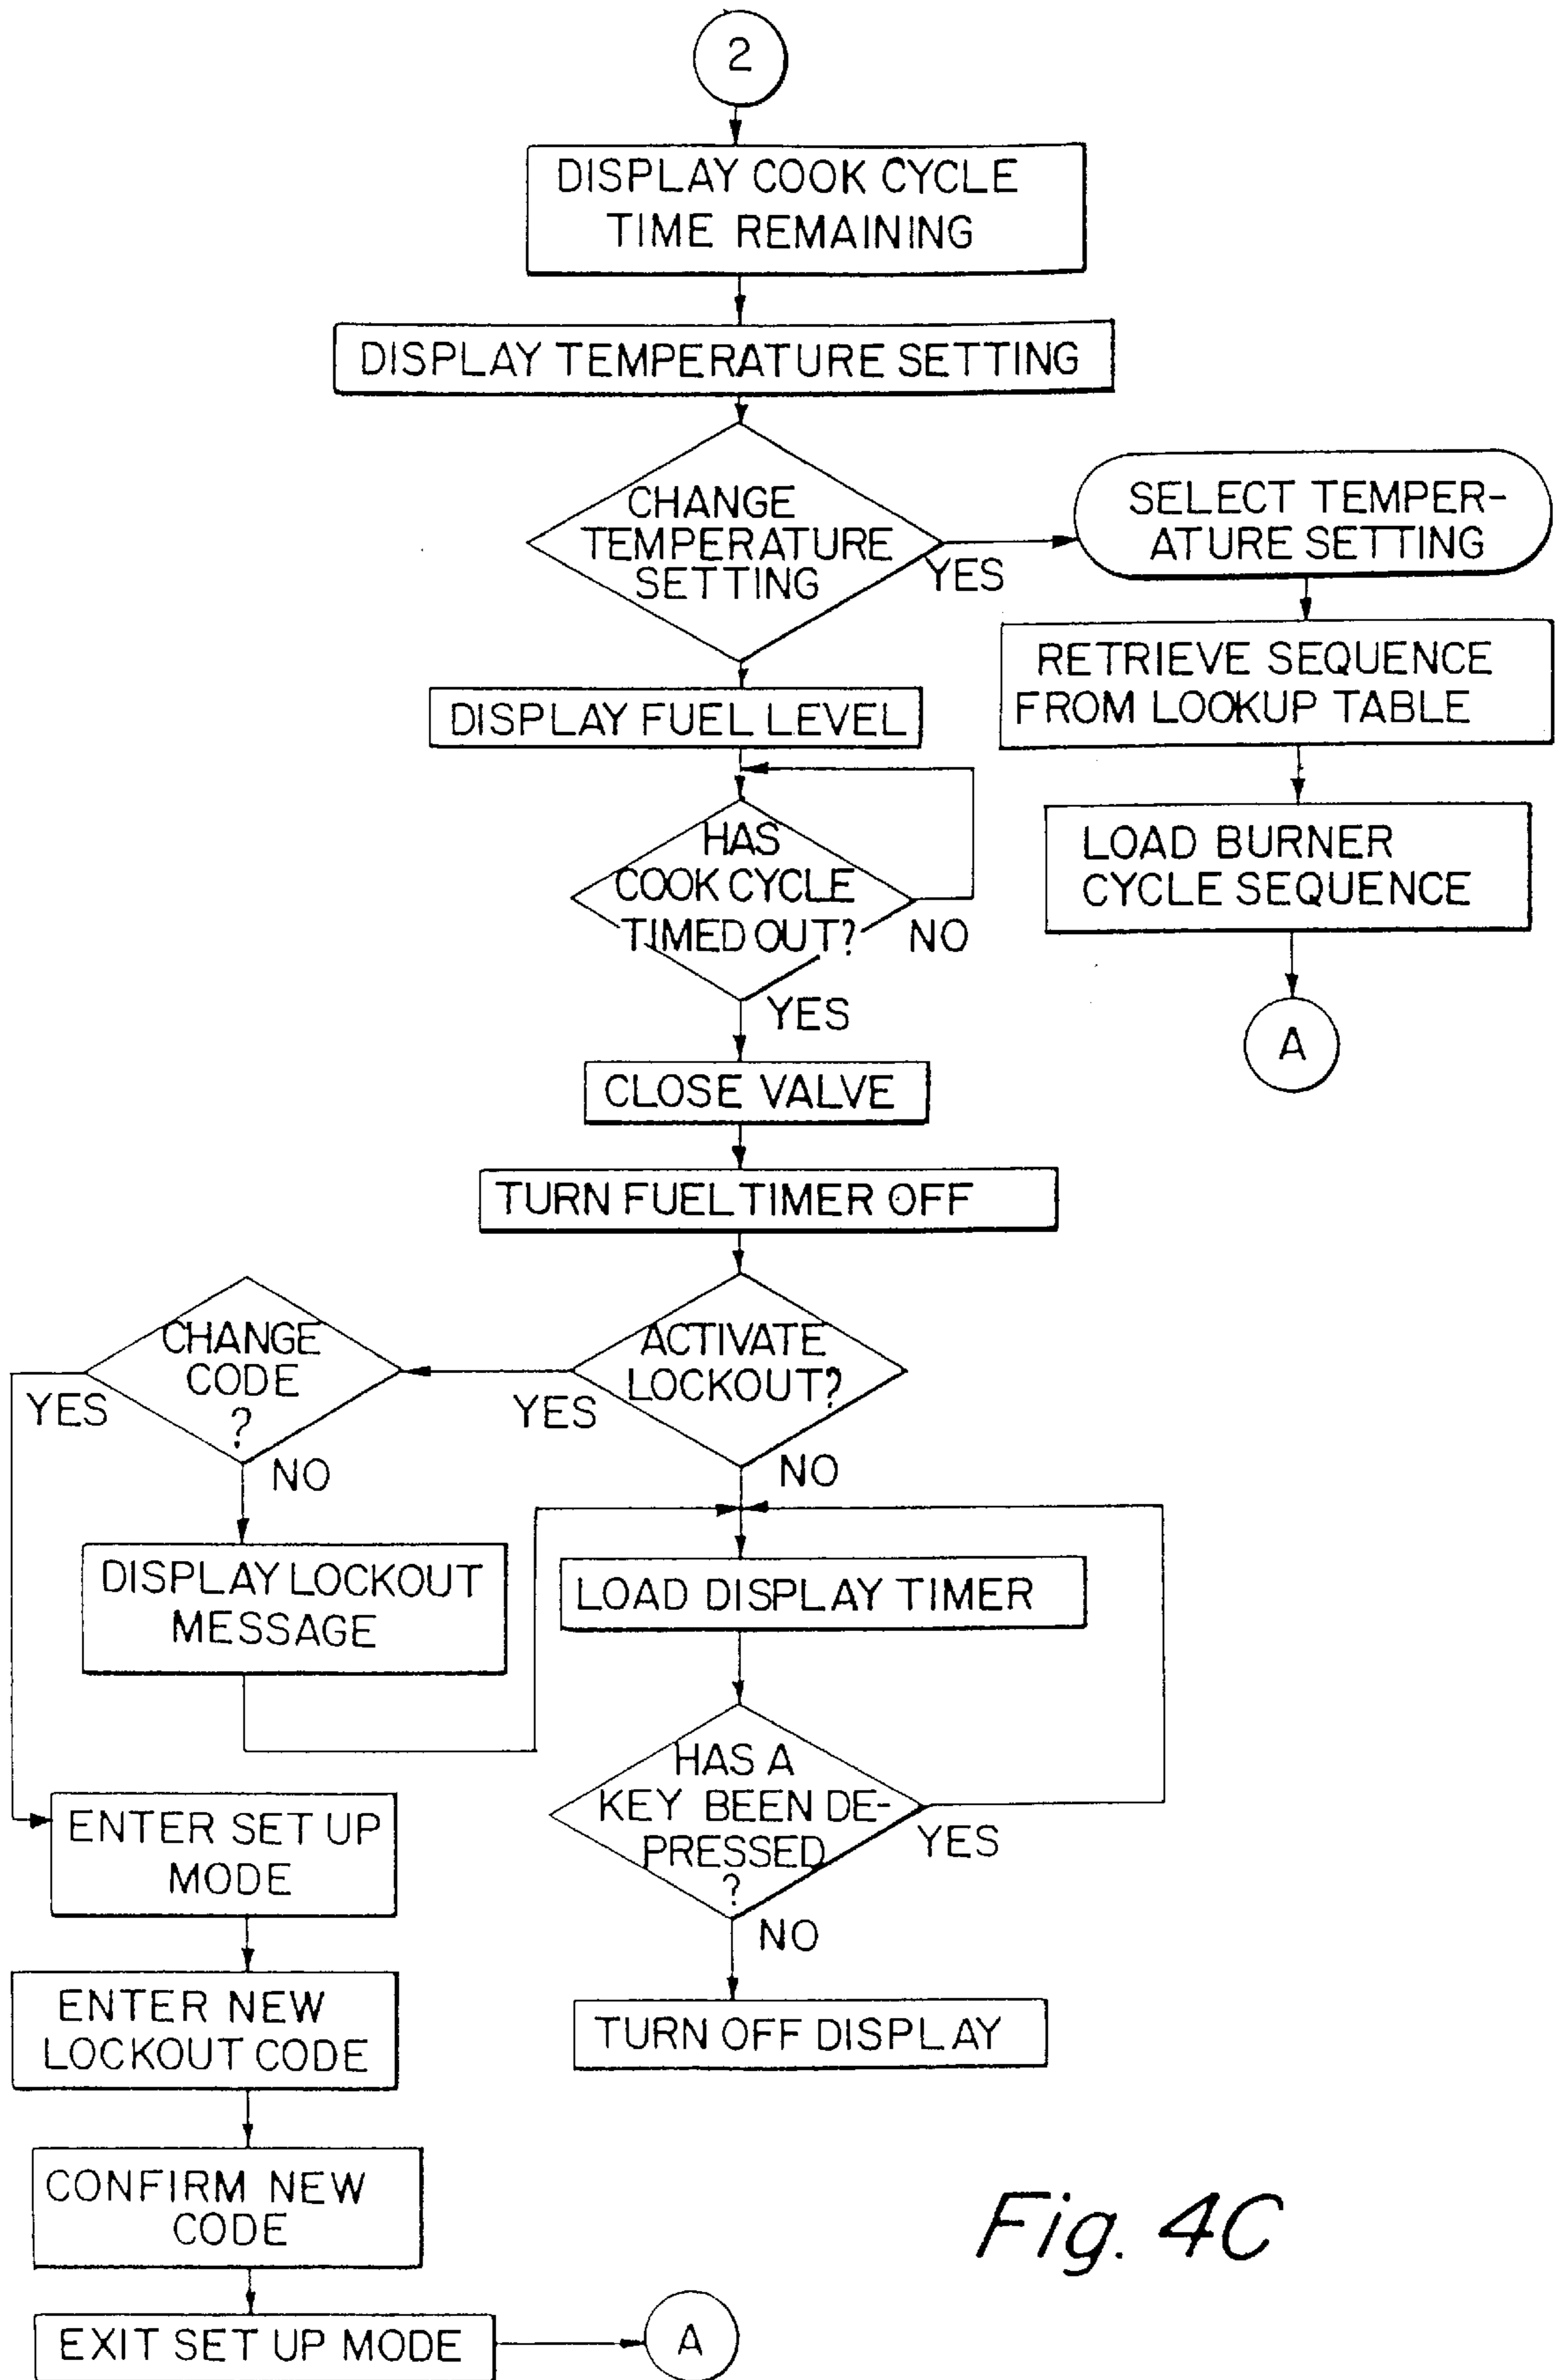 2
DISPLAY COOK CYCLE
TIME REMAINING
DISPLAY TEMPERATURE SETTING
CHANGE
TEMPERATURE
SETTING
YES
SELECT TEMPER-
ATURE SETTING
RETRIEVE SEQUENCE
FROM LOOKUP TABLE
LOAD BURNER
CYCLE SEQUENCE
A
DISPLAY FUEL LEVEL
HAS
COOK CYCLE
TIMED OUT?
NO
YES
CLOSE VALVE
TURN FUEL TIMER OFF
ACTIVATE
LOCKOUT?
YES
NO
CHANGE
CODE
?
YES
NO
DISPLAY LOCKOUT
MESSAGE
LOAD DISPLAY TIMER
HAS A
KEY BEEN DE-
PRESSED
?
YES
NO
TURN OFF DISPLAY
ENTER SET UP
MODE
ENTER NEW
LOCKOUT CODE
CONFIRM NEW
CODE
EXIT SET UP MODE
A
Fig. 4C